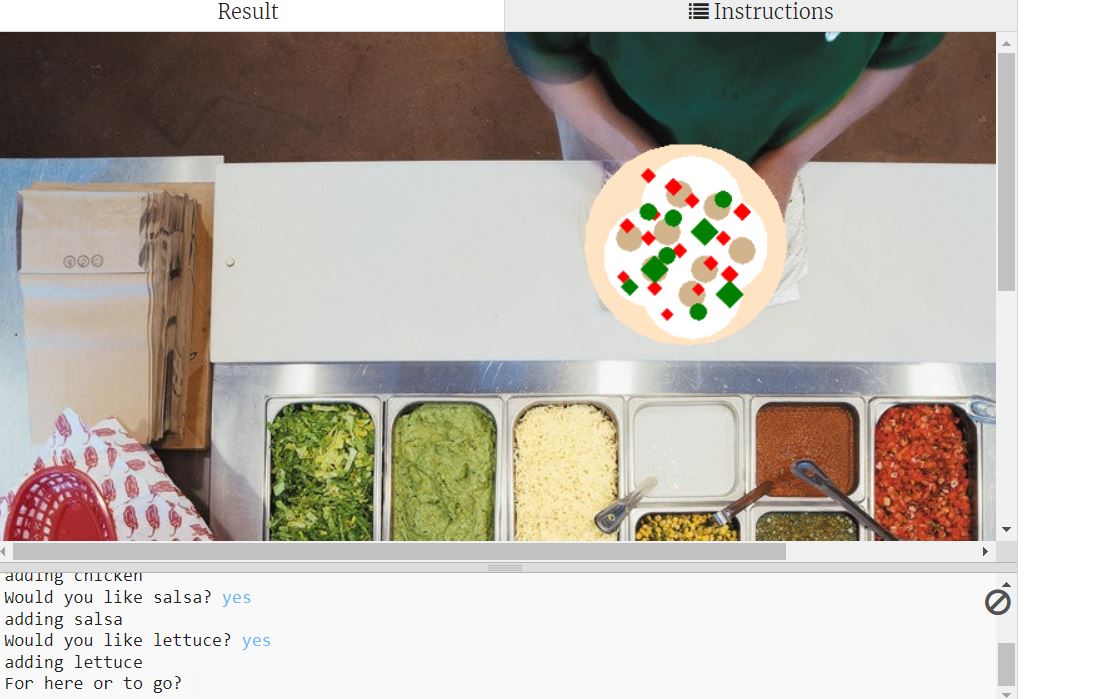 Result
Instructions
adding chicken
Would you like salsa? yes
adding salsa
Would you like lettuce? yes
adding lettuce
For here or to go?